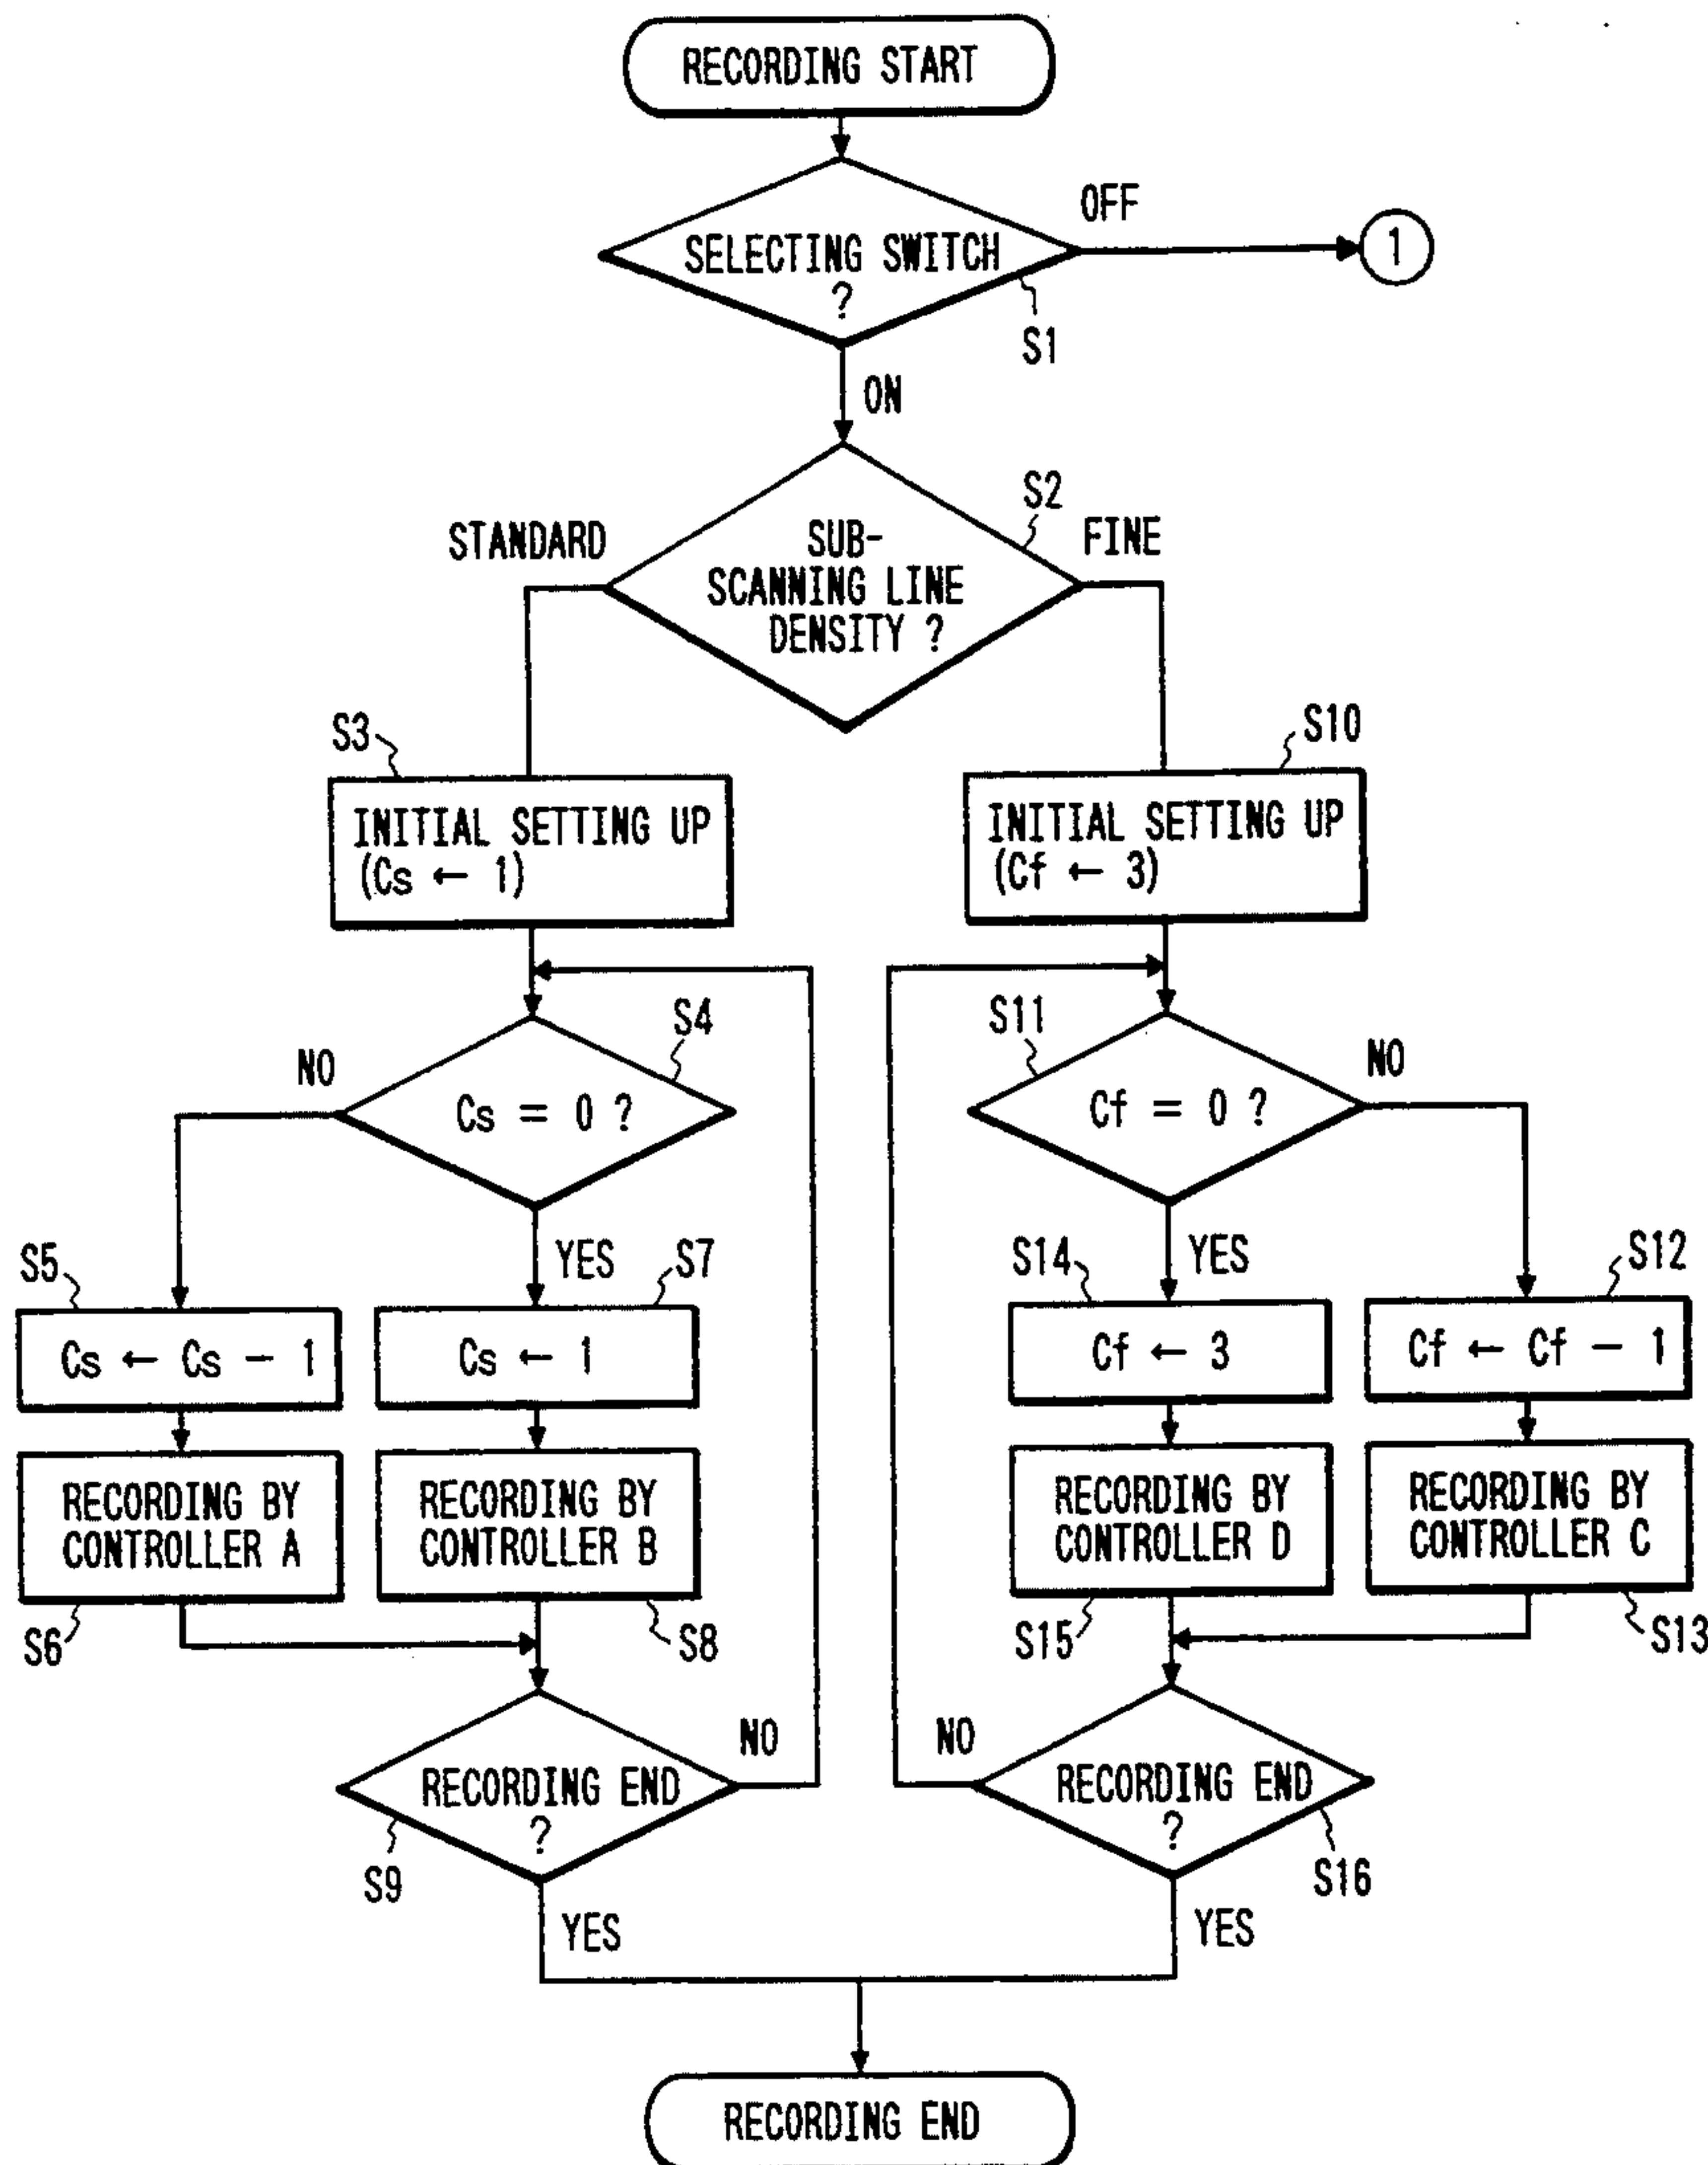 RECORDING START
OFF
SELECTING SWITCH
?
1
S1
ON
S2
STANDARD
FINE
SUB-
SCANNING LINE
DENSITY ?
S3
INITIAL SETTING UP
(Cs ← 1)
S10
INITIAL SETTING UP
(Cf ← 3)
S4
NO
Cs = 0 ?
S11
NO
Cf = 0 ?
S5
YES
S7
S14
YES
S12
Cs ← Cs − 1
Cs ← 1
Cf ← 3
Cf ← Cf − 1
RECORDING BY
CONTROLLER A
RECORDING BY
CONTROLLER B
RECORDING BY
CONTROLLER D
RECORDING BY
CONTROLLER C
S6
S8
S15
S13
NO
RECORDING END
?
S9
NO
RECORDING END
?
S16
YES
YES
RECORDING END